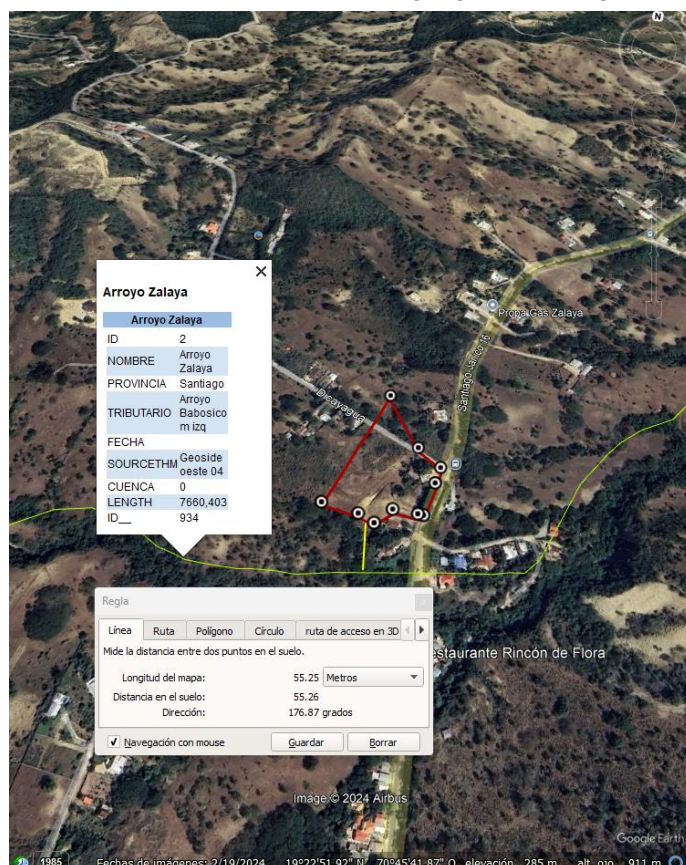 N
Arroyo Zalaya
Arroyo Zalaya
ID 2
NOMBRE Arroyo
Zalaya
PROVINCIA Santiago
TRIBUTARIO Arroyo
Babosico
m izq
FECHA
SOURCETHM Geoside
oeste 04
CUENCA 0
LENGTH 7660,403
ID__ 934
Propa Gas Zalaya
Santiago Janico 16
Dicayagua
Regla
Línea Ruta Polígono Círculo ruta de acceso en 3D
Mide la distancia entre dos puntos en el suelo.
Longitud del mapa: 55.25 Metros
Distancia en el suelo: 55.26
Dirección: 176.87 grados
Navegación con mouse Guardar Borrar
staurante Rincón de Flora
Image © 2024 Airbus
Google Earth
1985 Fechas de imágenes: 2/19/2024 19°22'51.92" N 70°45'41.87" O elevación 285 m alt. ojo 911 m